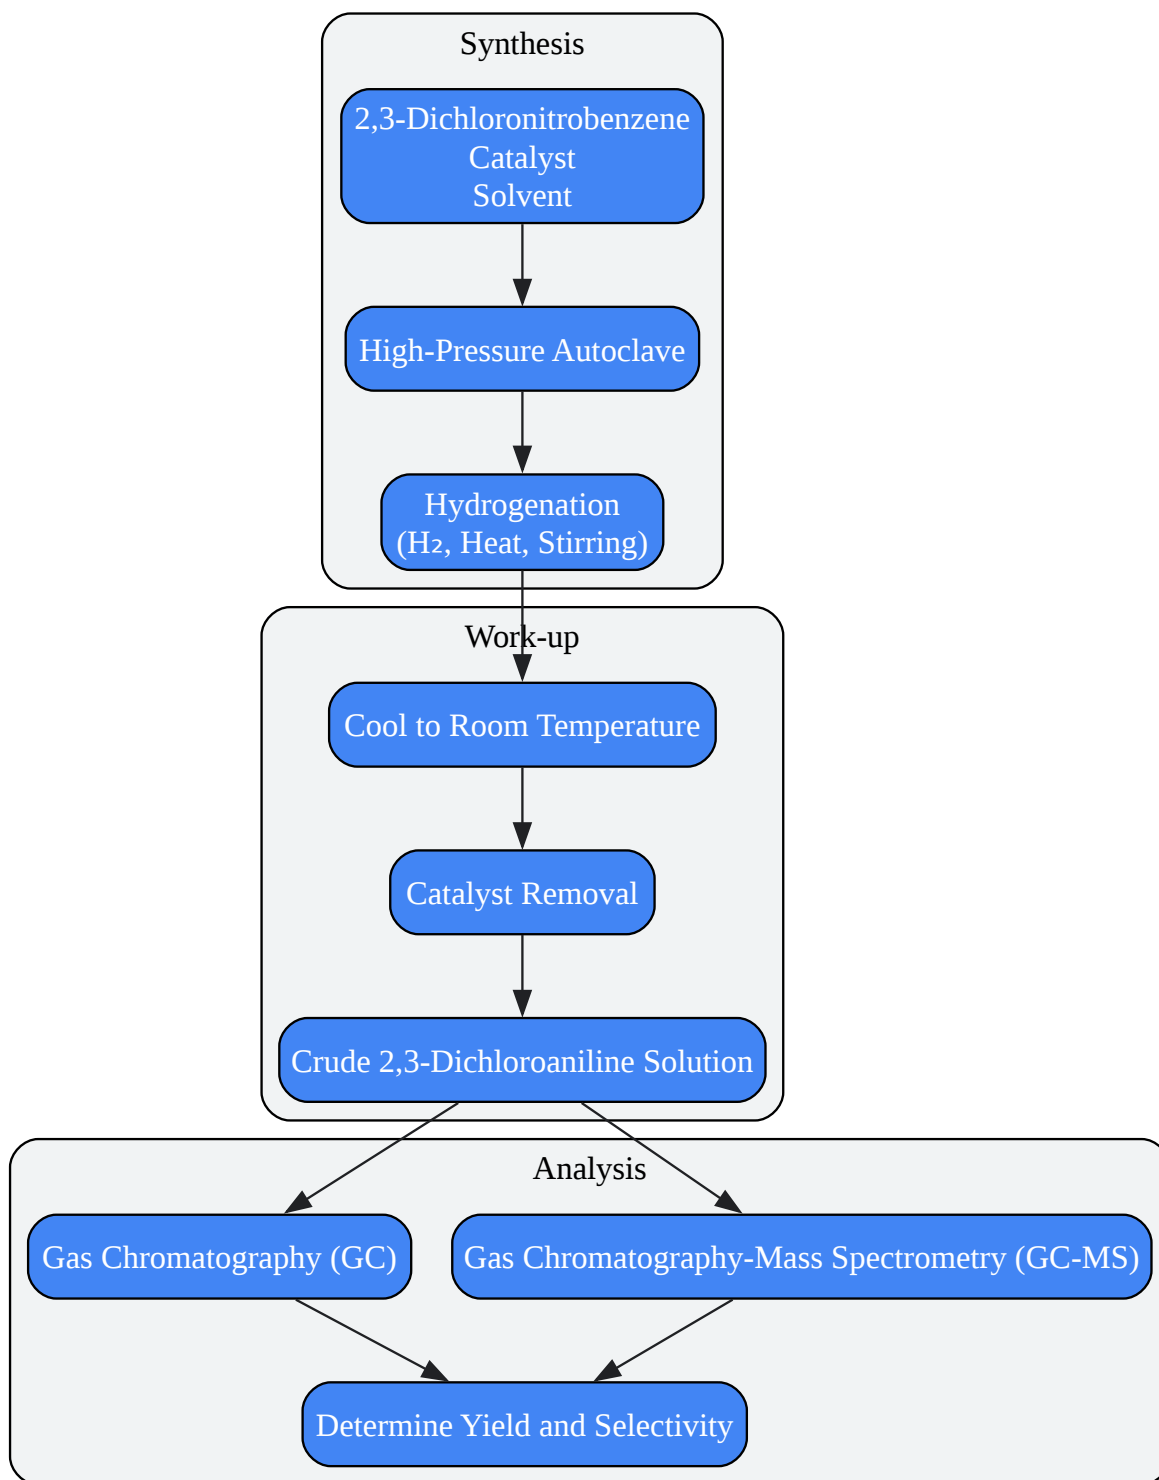 Synthesis
2,3-Dichloronitrobenzene
Catalyst
Solvent
High-Pressure Autoclave
Hydrogenation
(H₂, Heat, Stirring)
Work-up
Cool to Room Temperature
Catalyst Removal
Crude 2,3-Dichloroaniline Solution
Analysis
Gas Chromatography (GC)
Gas Chromatography-Mass Spectrometry (GC-MS)
Determine Yield and Selectivity